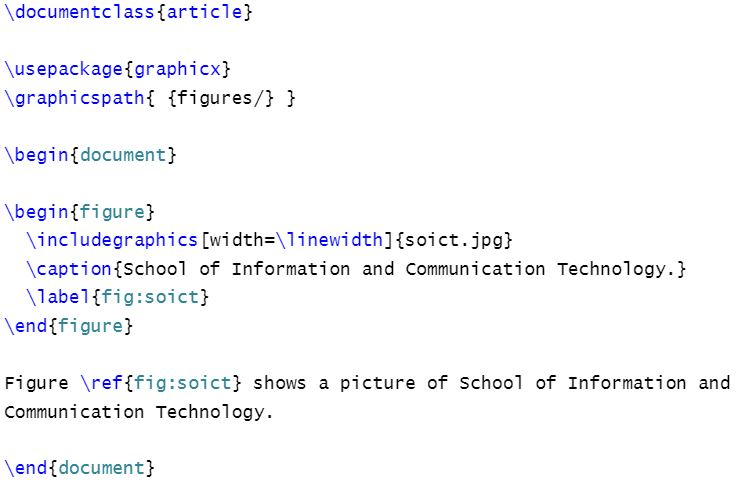 \documentclass{article}
\usepackage{graphicx}
\graphicspath{ {figures/} }
\begin{document}
\begin{figure}
\includegraphics[width=\linewidth]{soict.jpg}
\caption{School of Information and Communication Technology.}
\label{fig:soict}
\end{figure}
Figure \ref{fig:soict} shows a picture of School of Information and
Communication Technology.
\end{document}